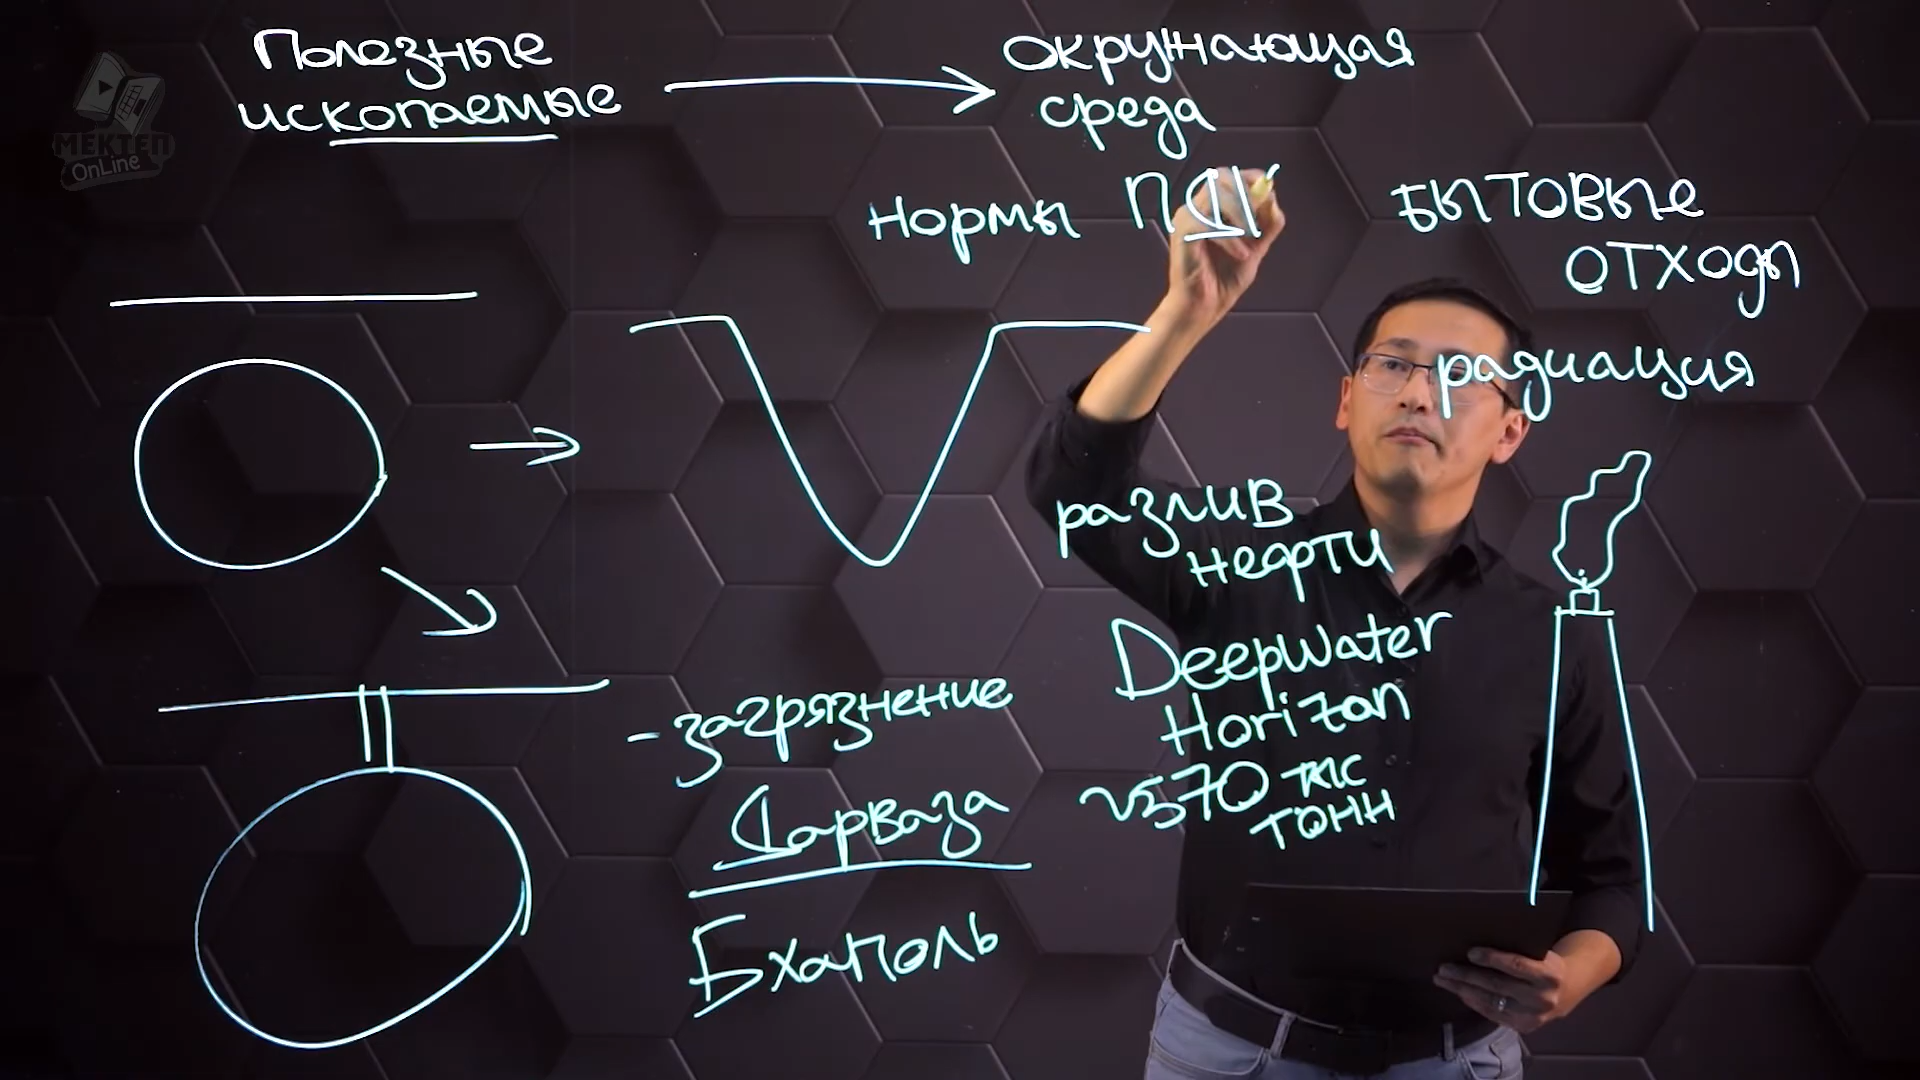 Полезные
ископаемые
окружающая
среда
МЕКТЕП
OnLine
нормы ПДК
бытовые
отходы
радиация
разлив
нефти
Deepwater
Horizon
~570 тыс
тонн
-загрязнение
Дарваза
Бхаполь